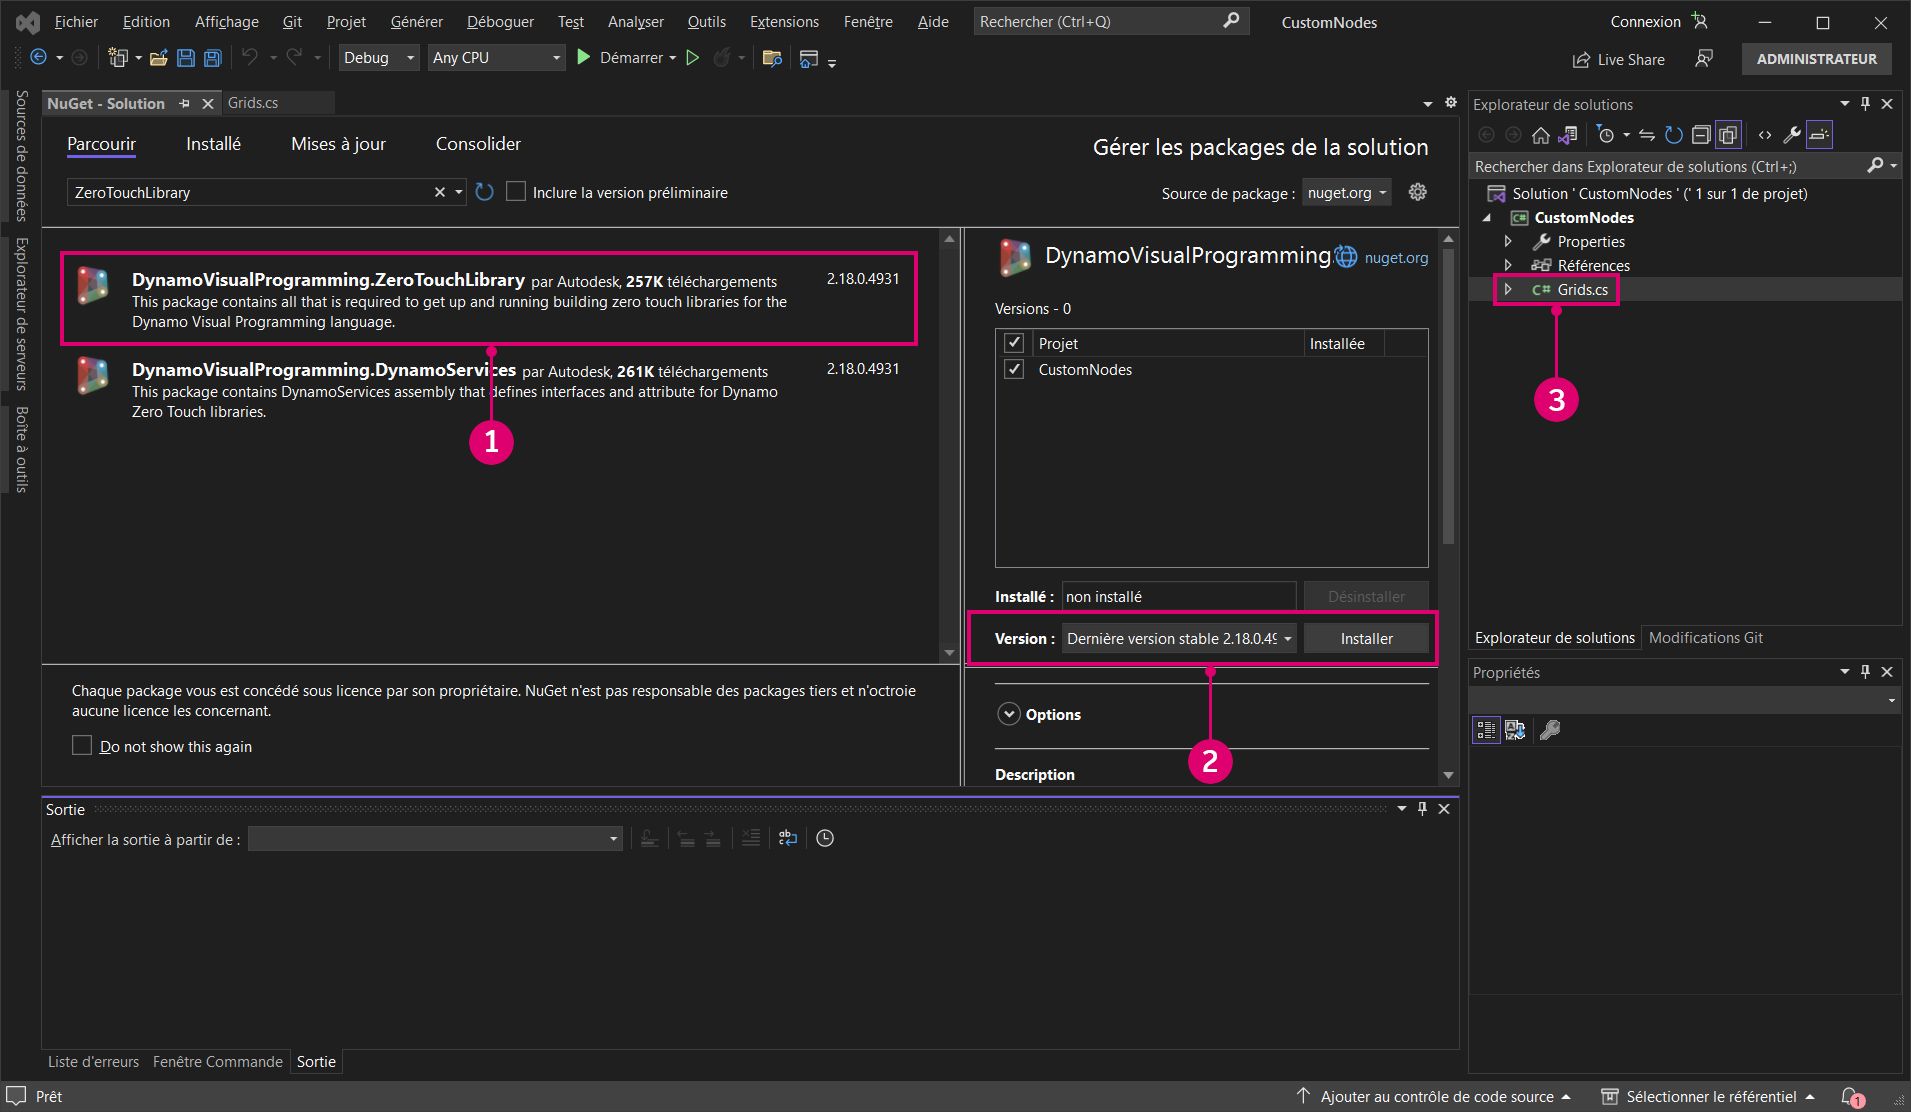 Fichier Edition Affichage Git Projet Générer Déboguer Test Analyser Outils Extensions Fenêtre Aide Rechercher (Ctrl+Q) CustomNodes Connexion
Debug Any CPU Démarrer Live Share ADMINISTRATEUR
Sources de données
Explorateur de serveurs
Boîte à outils
NuGet - Solution Grids.cs
Parcourir Installé Mises à jour Consolider Gérer les packages de la solution
ZeroTouchLibrary Inclure la version préliminaire Source de package : nuget.org
DynamoVisualProgramming.ZeroTouchLibrary par Autodesk, 257K téléchargements 2.18.0.4931
This package contains all that is required to get up and running building zero touch libraries for the
Dynamo Visual Programming language.
DynamoVisualProgramming.DynamoServices par Autodesk, 261K téléchargements 2.18.0.4931
This package contains DynamoServices assembly that defines interfaces and attribute for Dynamo
Zero Touch libraries.
1
Chaque package vous est concédé sous licence par son propriétaire. NuGet n'est pas responsable des packages tiers et n'octroie
aucune licence les concernant.
Do not show this again
DynamoVisualProgramming. nuget.org
Versions - 0
Projet Installée
CustomNodes
Installé : non installé Désinstaller
Version : Dernière version stable 2.18.0.49 Installer
2
Options
Description
Sortie
Afficher la sortie à partir de :
Liste d'erreurs Fenêtre Commande Sortie
Explorateur de solutions
Rechercher dans Explorateur de solutions (Ctrl+;)
Solution ' CustomNodes ' (' 1 sur 1 de projet)
C# CustomNodes
Properties
Références
C# Grids.cs
3
Explorateur de solutions Modifications Git
Propriétés
Prêt Ajouter au contrôle de code source Sélectionner le référentiel 1